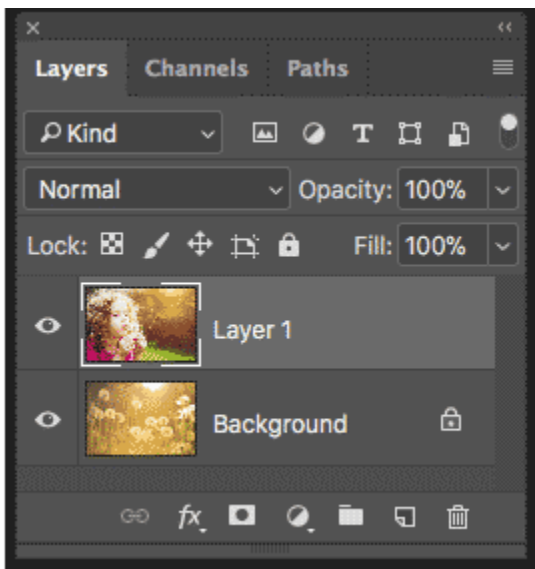 Layers Channels Paths
Kind T
Normal Opacity: 100%
Lock: Fill: 100%
Layer 1
Background
fx